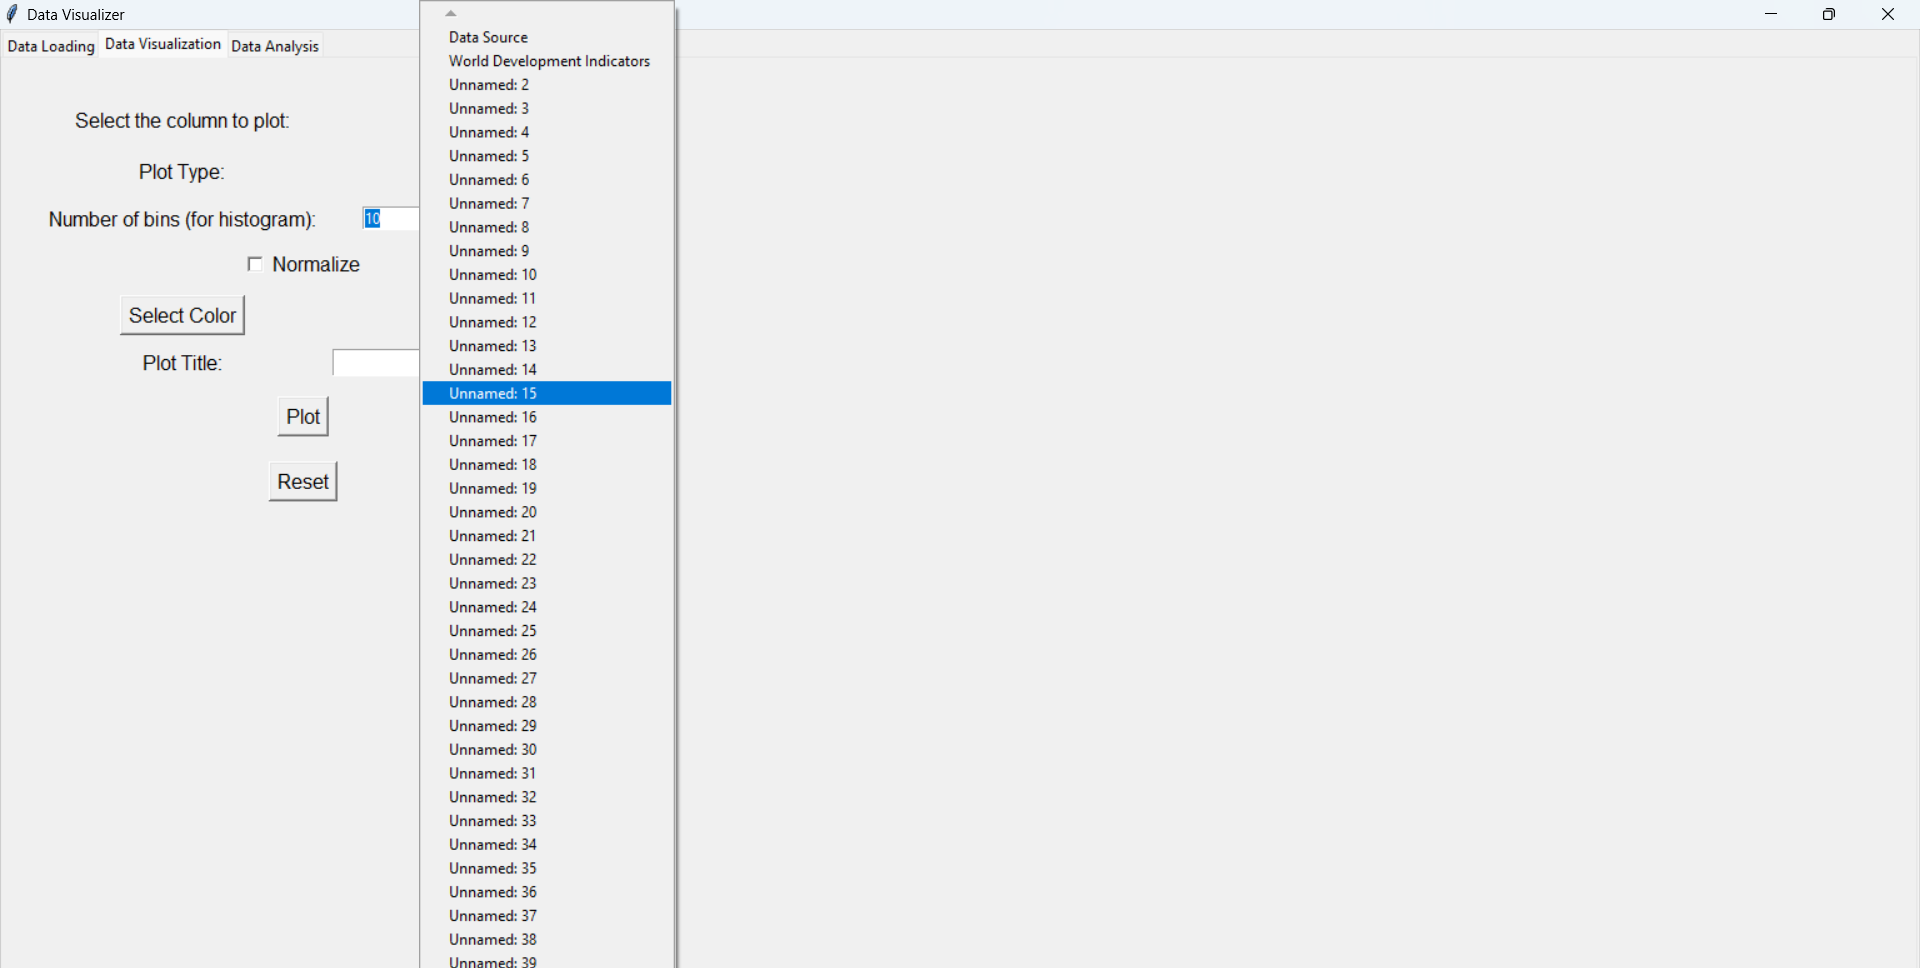 Data Visualizer
Data Loading Data Visualization Data Analysis
Select the column to plot:
Plot Type:
Number of bins (for histogram): 10
Normalize
Select Color
Plot Title:
Plot
Reset
Data Source
World Development Indicators
Unnamed: 2
Unnamed: 3
Unnamed: 4
Unnamed: 5
Unnamed: 6
Unnamed: 7
Unnamed: 8
Unnamed: 9
Unnamed: 10
Unnamed: 11
Unnamed: 12
Unnamed: 13
Unnamed: 14
Unnamed: 15
Unnamed: 16
Unnamed: 17
Unnamed: 18
Unnamed: 19
Unnamed: 20
Unnamed: 21
Unnamed: 22
Unnamed: 23
Unnamed: 24
Unnamed: 25
Unnamed: 26
Unnamed: 27
Unnamed: 28
Unnamed: 29
Unnamed: 30
Unnamed: 31
Unnamed: 32
Unnamed: 33
Unnamed: 34
Unnamed: 35
Unnamed: 36
Unnamed: 37
Unnamed: 38
Unnamed: 39